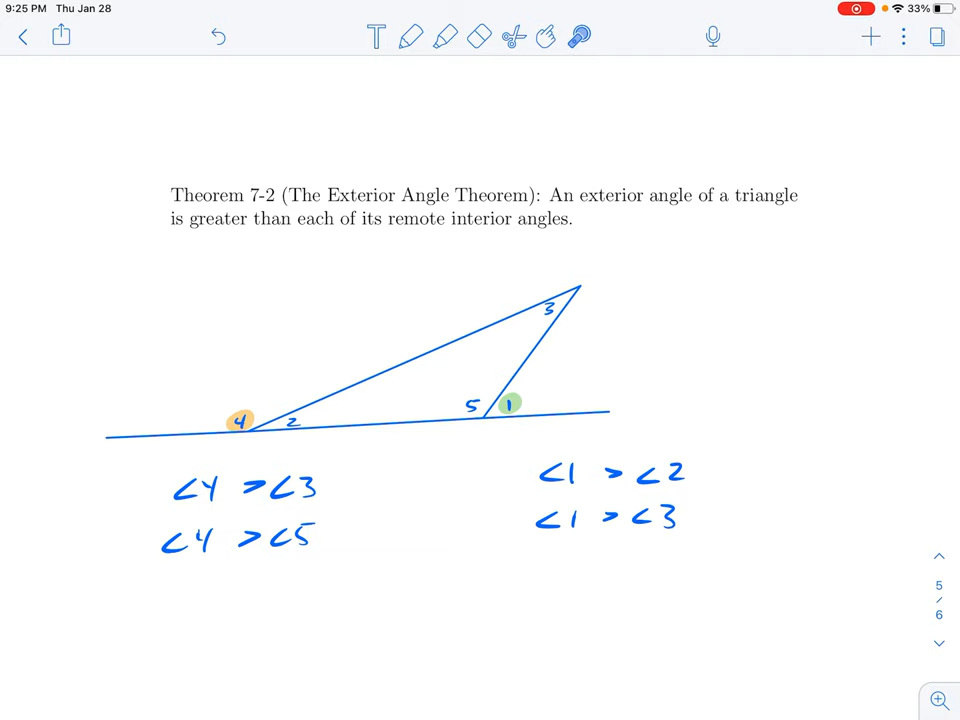 9:25 PM Thu Jan 28
33%
T
Theorem 7-2 (The Exterior Angle Theorem): An exterior angle of a triangle
is greater than each of its remote interior angles.
3
5 1
4 2
∠1 > ∠2
∠4 > ∠3
∠1 > ∠3
∠4 > ∠5
5
/
6